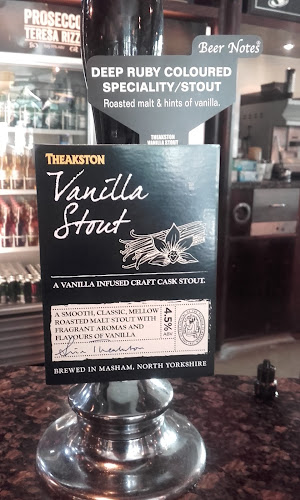 PROSECCO
TERESA RIZZI
Beer Notes
DEEP RUBY COLOURED
SPECIALITY/STOUT
Roasted malt & hints of vanilla.
THEAKSTON
VANILLA STOUT
THEAKSTON
Vanilla
Stout
A VANILLA INFUSED CRAFT CASK STOUT.
A SMOOTH, CLASSIC, MELLOW
ROASTED MALT STOUT WITH
FRAGRANT AROMAS AND
FLAVOURS OF VANILLA
4.5%
BREWED IN MASHAM, NORTH YORKSHIRE